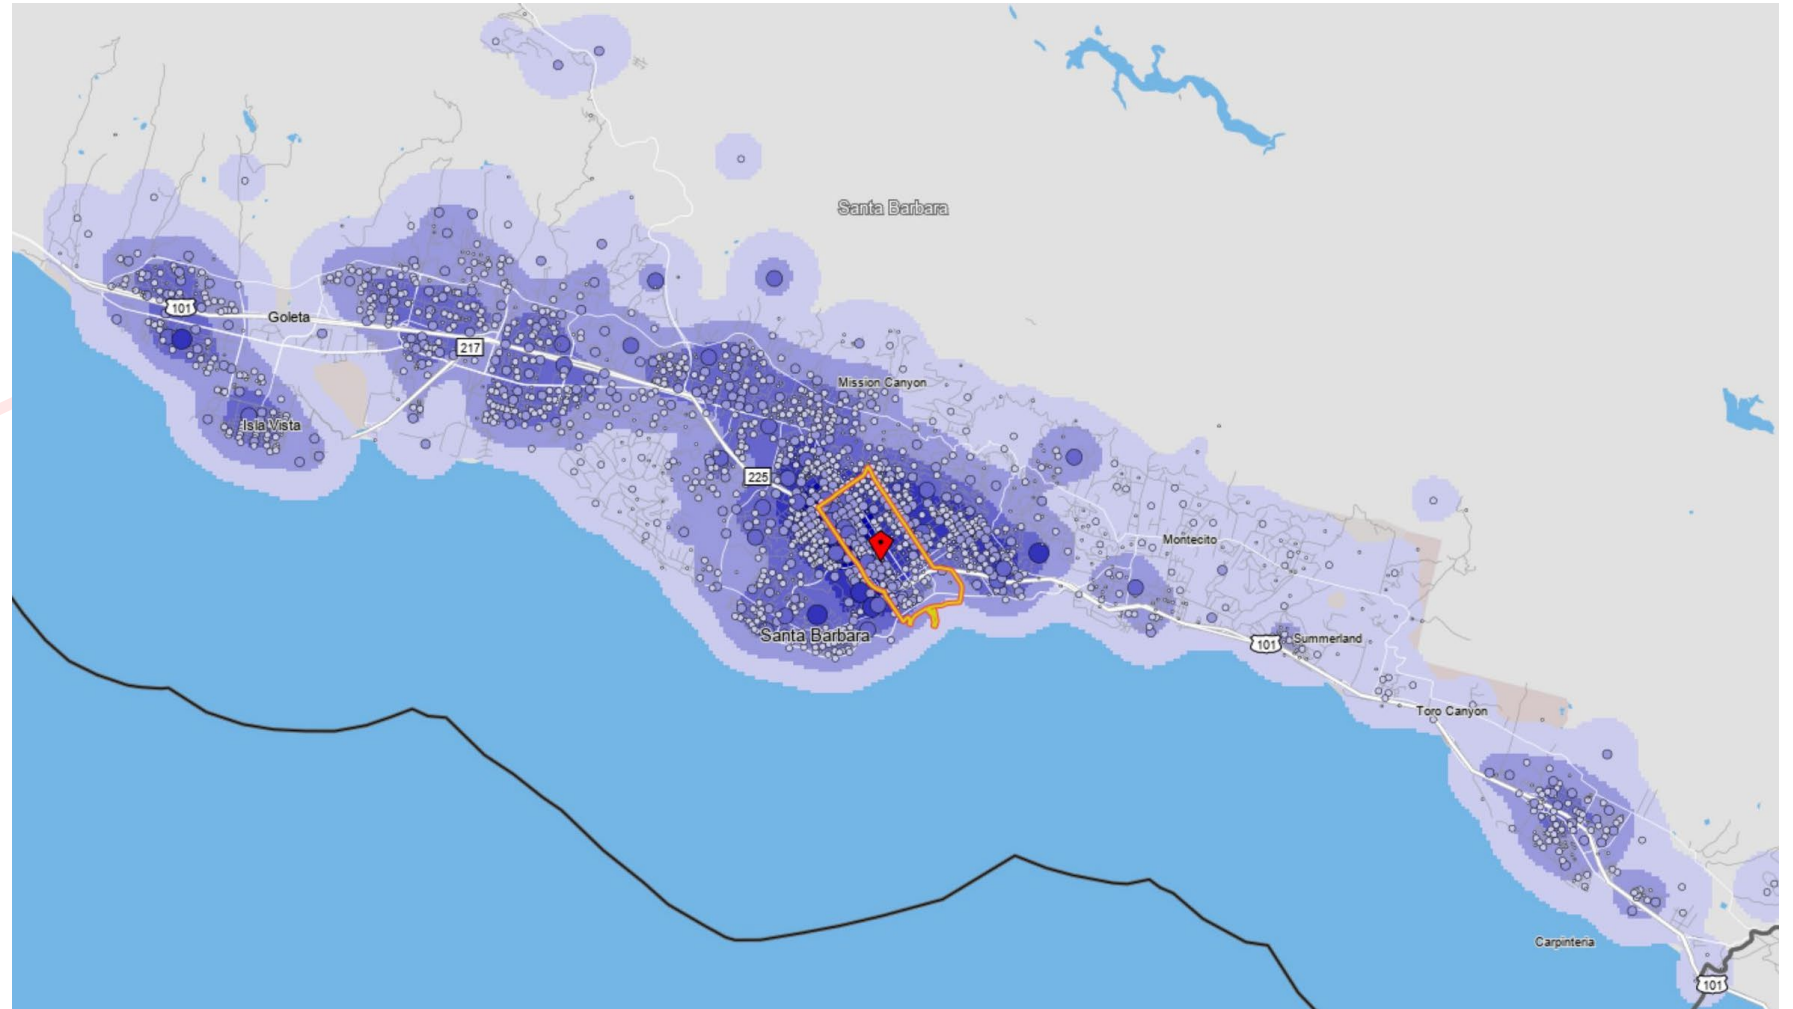 Santa Barbara
101
Goleta
217
Mission Canyon
Isla Vista
225
Montecito
Santa Barbara
101
Summerland
Toro Canyon
Carpinteria
101